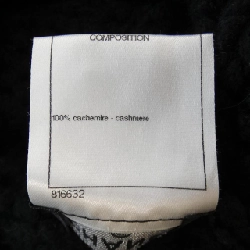 COMPOSITION
100% cachemire - cashmere
816632